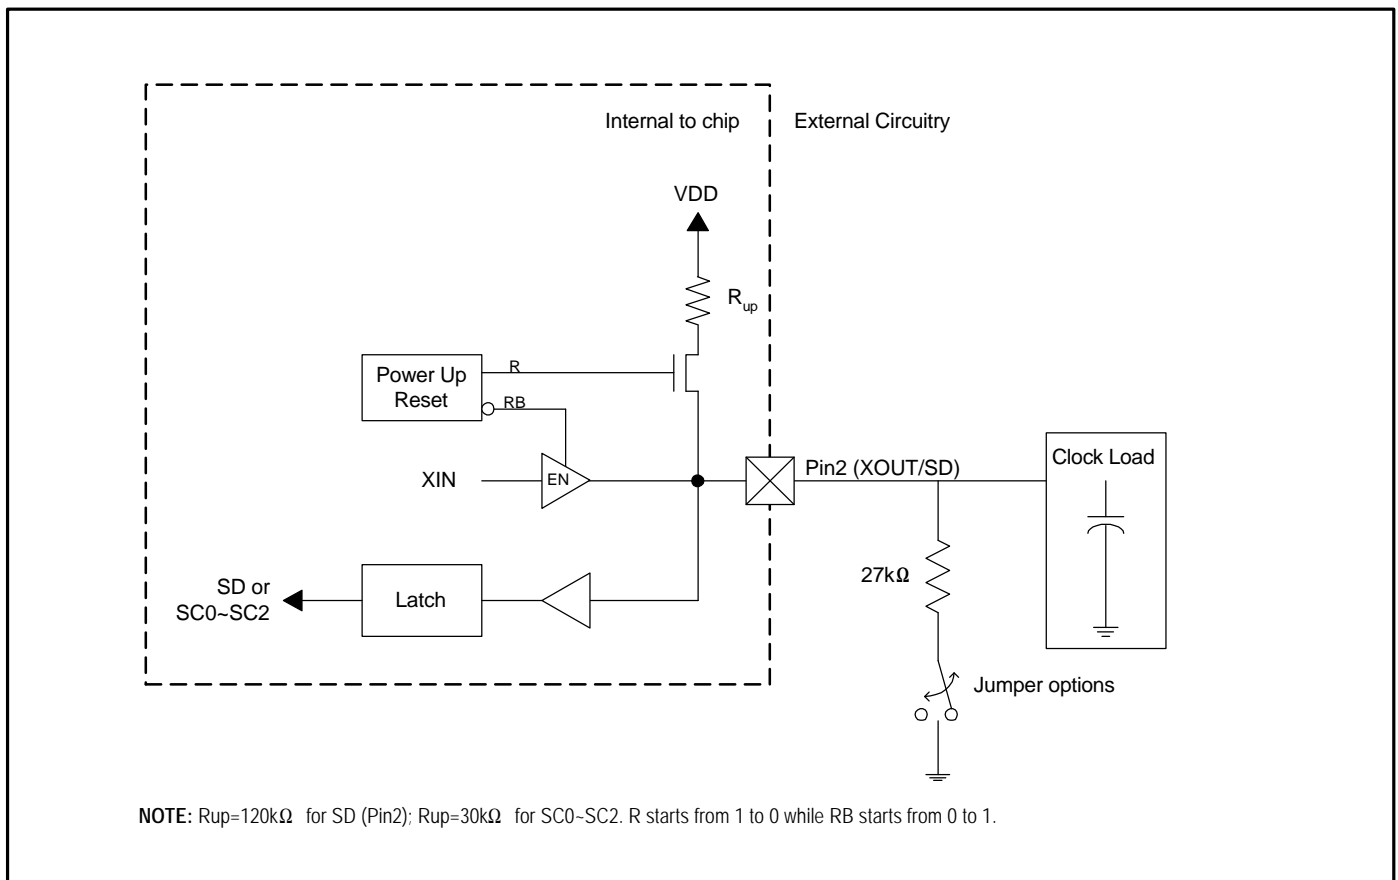 Internal to chip
External Circuitry
VDD
Rup
Power Up
Reset
R
RB
XIN
EN
Pin2 (XOUT/SD)
Clock Load
27kΩ
SD or
SC0~SC2
Latch
Jumper options
NOTE: Rup=120kΩ for SD (Pin2); Rup=30kΩ for SC0~SC2. R starts from 1 to 0 while RB starts from 0 to 1.